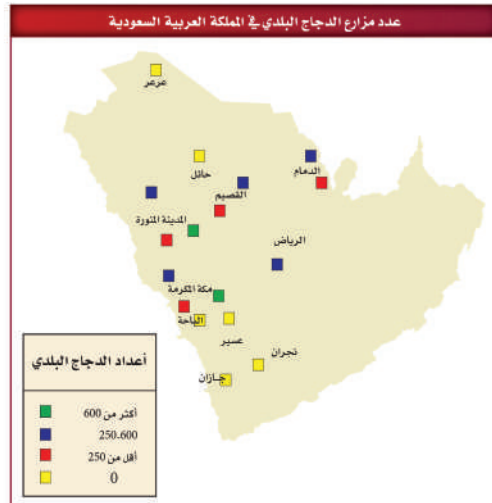 عدد مزارع الدجاج البلدي في المملكة العربية السعودية
عرعر
حائل
الدمام
القصيم
المدينة المنورة
الرياض
مكة المكرمة
الباحة
عسير
نجران
جازان
أعداد الدجاج البلدي
أكثر من 600
250-600
أقل من 250
0